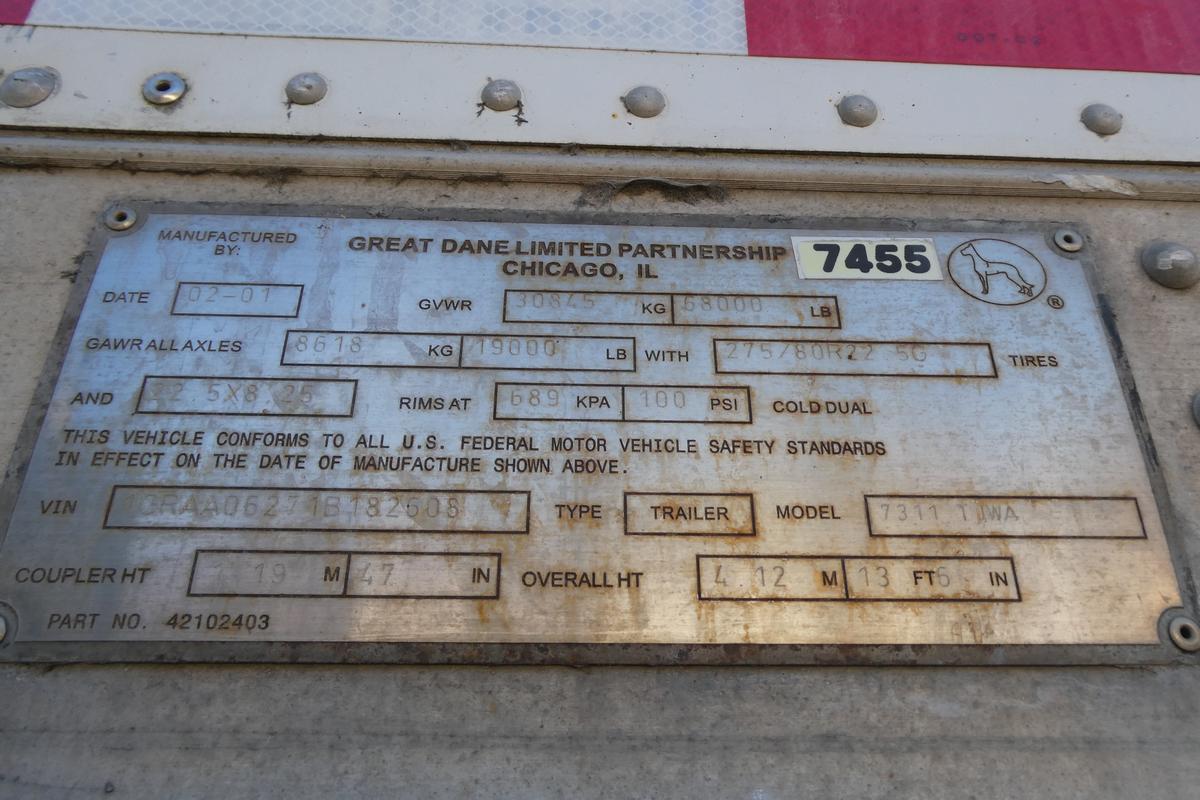 DOT-C2
MANUFACTURED BY: GREAT DANE LIMITED PARTNERSHIP 7455
CHICAGO, IL
DATE 02-01 GVWR 30845 KG 68000 LB ®
GAWR ALL AXLES 8618 KG 19000 LB WITH 275/80R22 5G TIRES
AND 22 5X8.25 RIMS AT 689 KPA 100 PSI COLD DUAL
THIS VEHICLE CONFORMS TO ALL U.S. FEDERAL MOTOR VEHICLE SAFETY STANDARDS
IN EFFECT ON THE DATE OF MANUFACTURE SHOWN ABOVE.
VIN TYPE TRAILER MODEL
COUPLER HT 1 19 M 47 IN OVERALL HT 4.12 M 13 FT 6 IN
PART NO. 42102403